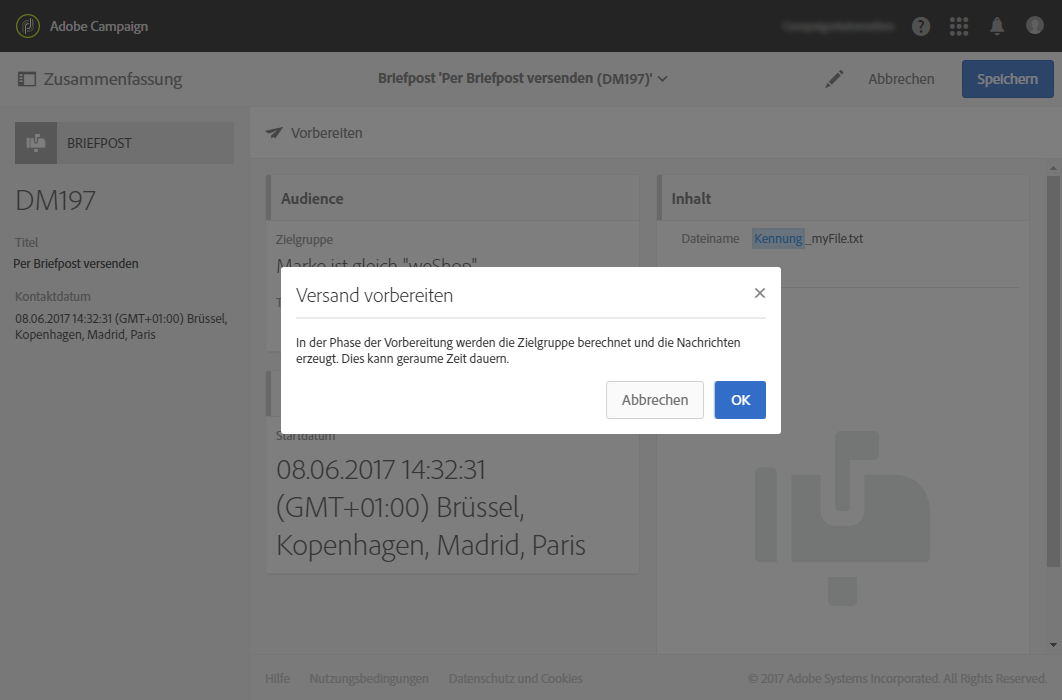 Adobe Campaign
Zusammenfassung
Briefpost 'Per Briefpost versenden (DM197)'
Abbrechen
Speichern
BRIEFPOST
DM197
Titel
Per Briefpost versenden
Kontaktdatum
08.06.2017 14:32:31 (GMT+01:00) Brüssel,
Kopenhagen, Madrid, Paris
Vorbereiten
Audience
Zielgruppe
Marke ist gleich "weShop"
Inhalt
Dateiname Kennung _myFile.txt
Versand vorbereiten
In der Phase der Vorbereitung werden die Zielgruppe berechnet und die Nachrichten
erzeugt. Dies kann geraume Zeit dauern.
Abbrechen
OK
Startdatum
08.06.2017 14:32:31
(GMT+01:00) Brüssel,
Kopenhagen, Madrid, Paris
Hilfe Nutzungsbedingungen Datenschutz und Cookies © 2017 Adobe Systems Incorporated. All Rights Reserved.